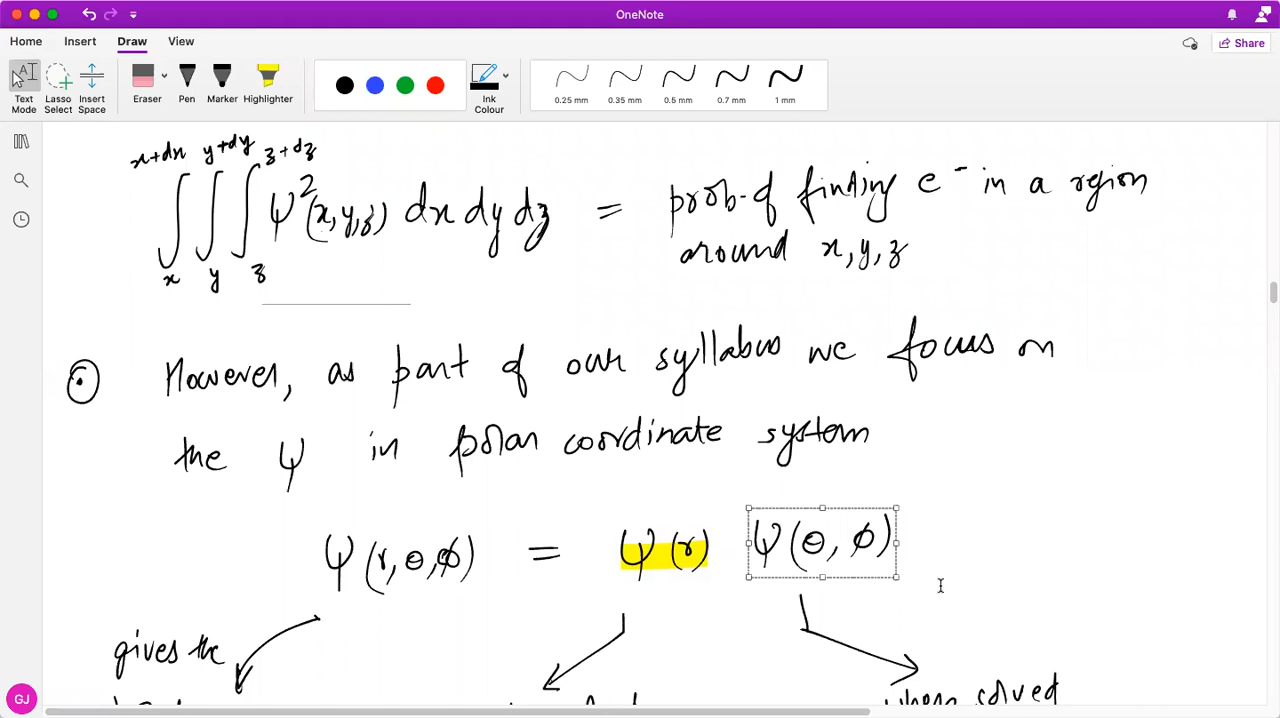 OneNote
Home Insert Draw View
Share
Text Mode
Lasso Select
Insert Space
Eraser
Pen
Marker
Highlighter
Ink Colour
0.25 mm 0.35 mm 0.5 mm 0.7 mm 1 mm
x+dx y+dy z+dz
∫∫∫ ψ²(x,y,z) dx dy dz = prob. of finding e⁻ in a region
x y z
around x,y,z
However, as part of our syllabus we focus on
the ψ in polar coordinate system
ψ(r,θ,ϕ) = ψ(r) ψ(θ,ϕ)
gives the
when solved
GJ